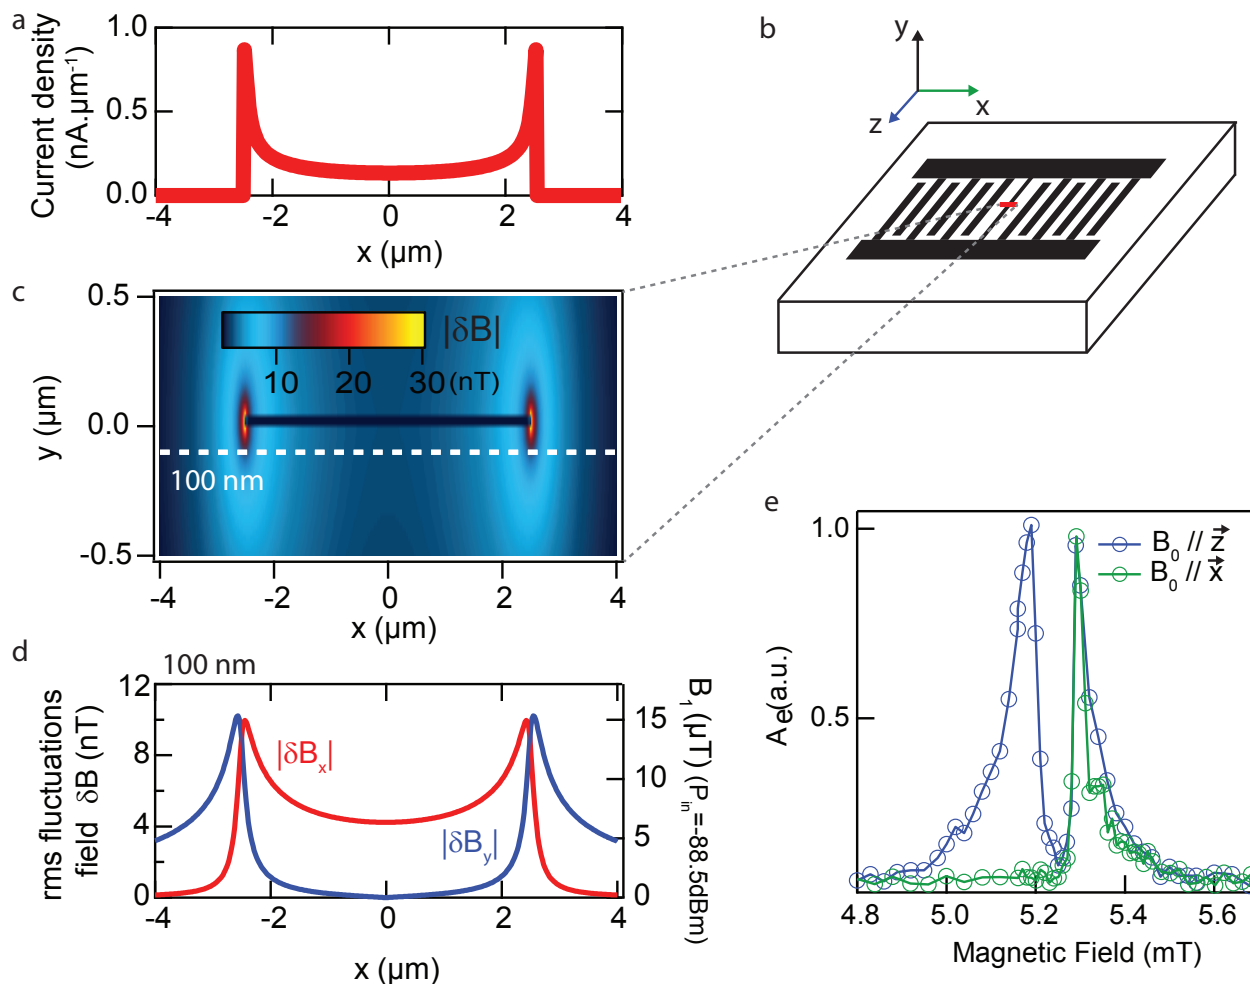 a
Current density
(nA.µm⁻¹)
1.0
0.5
0.0
-4
-2
0
2
4
x (µm)
b
y
x
z
c
y (µm)
0.5
0.0
-0.5
|δB|
10
20
30
(nT)
100 nm
-4
-2
0
2
4
x (µm)
d
100 nm
rms fluctuations
field δB (nT)
12
8
4
0
|δBx|
|δBy|
15
10
5
0
B1 (µT) (Pin=-88.5dBm)
-4
-2
0
2
4
x (µm)
e
Ae(a.u.)
1.0
0.5
B0 // z
B0 // x
4.8
5.0
5.2
5.4
5.6
Magnetic Field (mT)